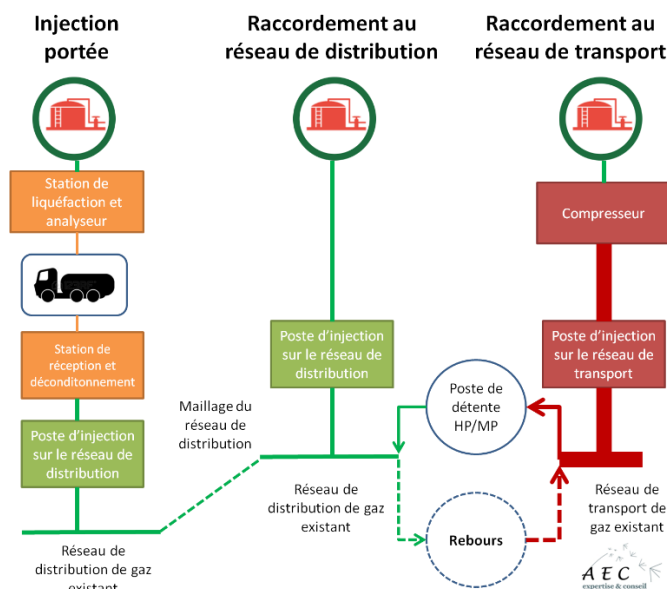 Injection
portée
Raccordement au
réseau de distribution
Raccordement au
réseau de transport
Station de
liquéfaction et
analyseur
Station de
réception et
déconditonnement
Poste d'injection
sur le réseau de
distribution
Réseau de
distribution de gaz
existant
Maillage du
réseau de
distribution
Poste d'injection
sur le réseau de
distribution
Réseau de
distribution de gaz
existant
Poste de
détente
HP/MP
Rebours
Compresseur
Poste d'injection
sur le réseau de
transport
Réseau de
transport de
gaz existant
AEC
expertise & conseil